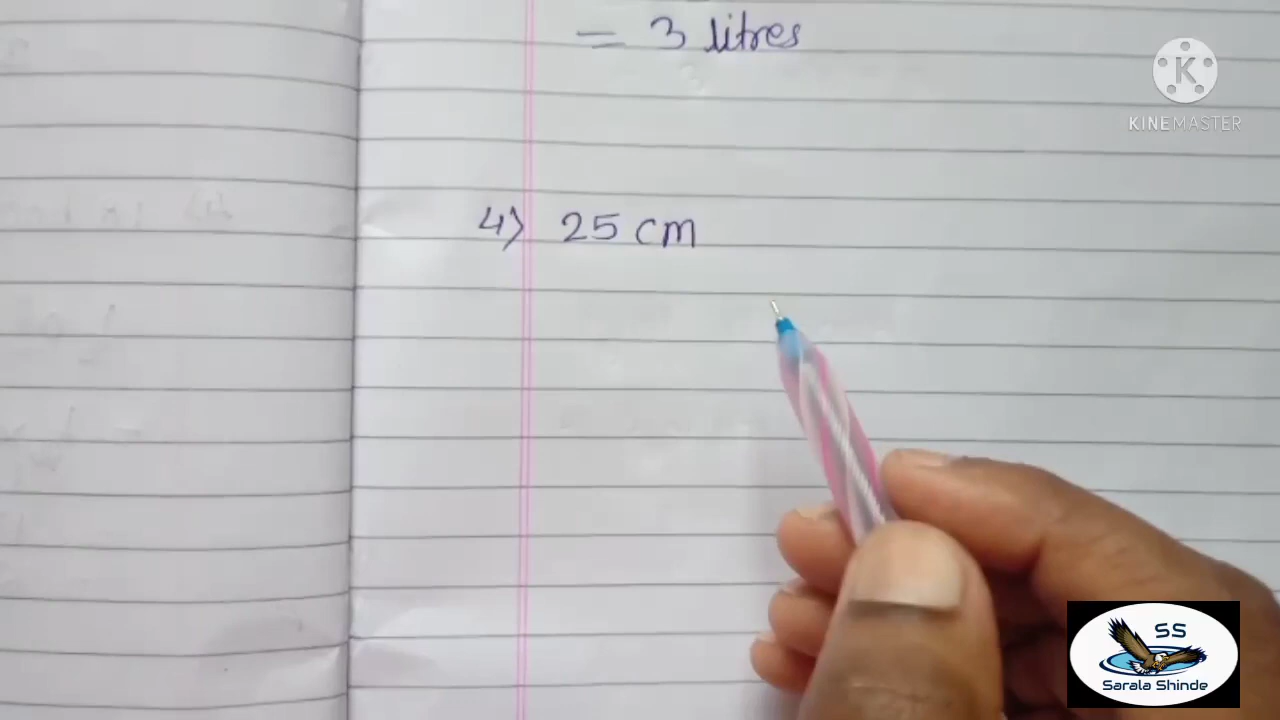 = 3 litres
KINEMASTER
4) 25 cm
SS
Sarala Shinde